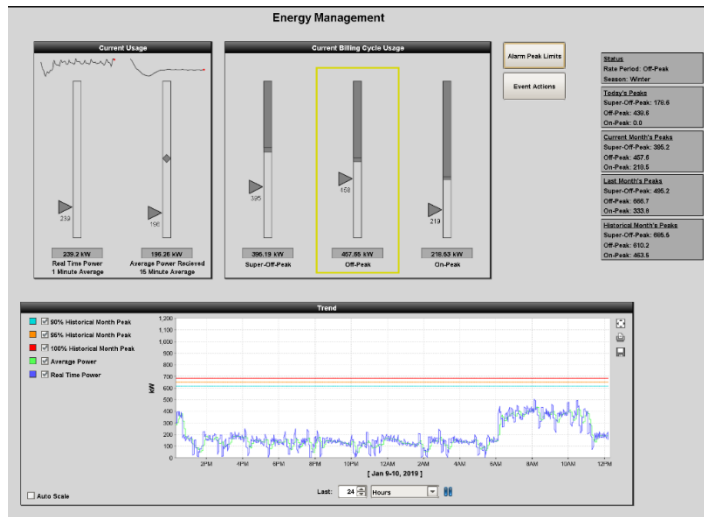 Energy Management
Current Usage
239
196
239.2 kW
Real Time Power
1 Minute Average
196.28 kW
Average Power Recieved
15 Minute Average
Current Billing Cycle Usage
395
458
219
395.19 kW
Super-Off-Peak
457.65 kW
Off-Peak
218.53 kW
On-Peak
Alarm Peak Limits
Event Actions
Status
Rate Period: Off-Peak
Season: Winter
Today's Peaks
Super-Off-Peak: 178.6
Off-Peak: 439.6
On-Peak: 0.0
Current Month's Peaks
Super-Off-Peak: 395.2
Off-Peak: 457.6
On-Peak: 218.5
Last Month's Peaks
Super-Off-Peak: 495.2
Off-Peak: 666.7
On-Peak: 333.8
Historical Month's Peaks
Super-Off-Peak: 685.5
Off-Peak: 610.2
On-Peak: 463.5
Trend
90% Historical Month Peak
95% Historical Month Peak
100% Historical Month Peak
Average Power
Real Time Power
kW
1,200
1,100
1,000
900
800
700
600
500
400
300
200
100
0
2PM 4PM 6PM 8PM 10PM 12AM 2AM 4AM 6AM 8AM 10AM 12PM
[ Jan 9-10, 2019 ]
Auto Scale
Last: 24 Hours